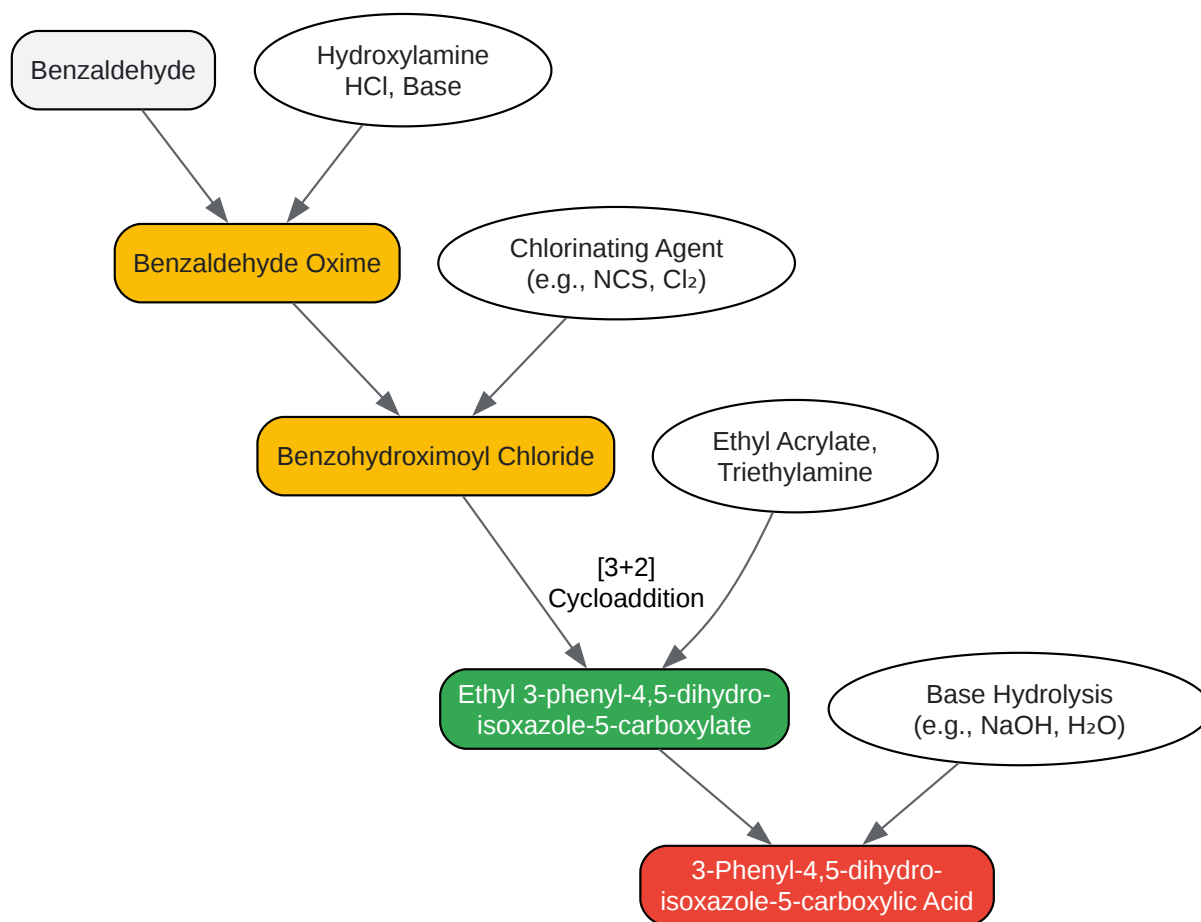 Benzaldehyde
Hydroxylamine
HCl, Base
Benzaldehyde Oxime
Chlorinating Agent
(e.g., NCS, Cl₂)
Benzohydroximoyl Chloride
Ethyl Acrylate,
Triethylamine
[3+2]
Cycloaddition
Ethyl 3-phenyl-4,5-dihydro-
isoxazole-5-carboxylate
Base Hydrolysis
(e.g., NaOH, H₂O)
3-Phenyl-4,5-dihydro-
isoxazole-5-carboxylic Acid